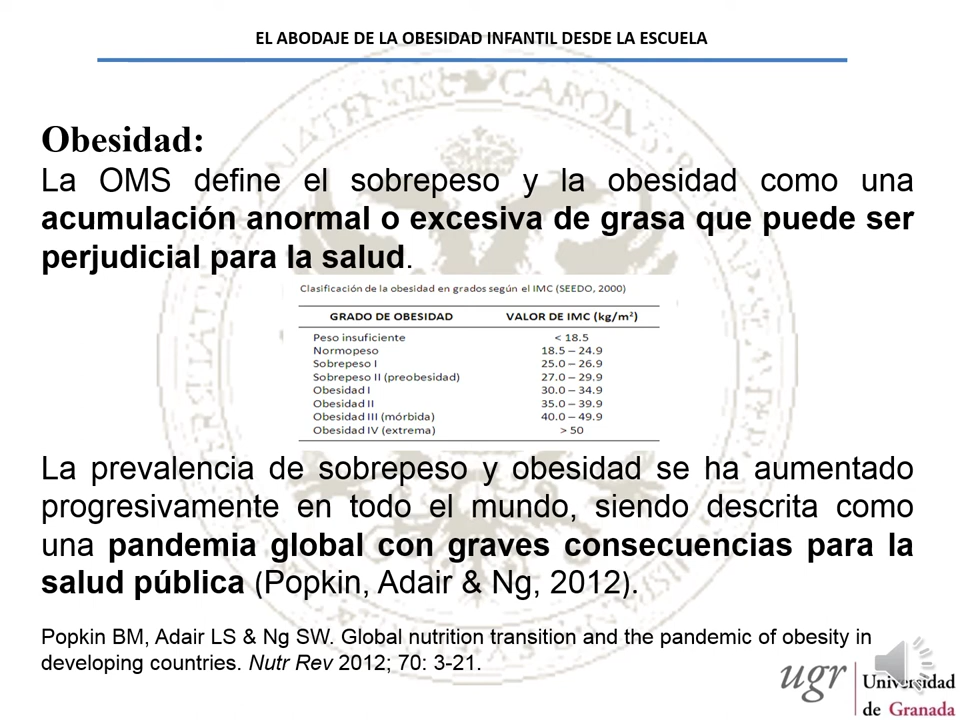 EL ABODAJE DE LA OBESIDAD INFANTIL DESDE LA ESCUELA
Obesidad:
La OMS define el sobrepeso y la obesidad como una
acumulación anormal o excesiva de grasa que puede ser
perjudicial para la salud.
Clasificación de la obesidad en grados según el IMC (SEEDO, 2000)
GRADO DE OBESIDAD VALOR DE IMC (kg/m²)
Peso insuficiente < 18.5
Normopeso 18.5 – 24.9
Sobrepeso I 25.0 – 26.9
Sobrepeso II (preobesidad) 27.0 – 29.9
Obesidad I 30.0 – 34.9
Obesidad II 35.0 – 39.9
Obesidad III (mórbida) 40.0 – 49.9
Obesidad IV (extrema) > 50
La prevalencia de sobrepeso y obesidad se ha aumentado
progresivamente en todo el mundo, siendo descrita como
una pandemia global con graves consecuencias para la
salud pública (Popkin, Adair & Ng, 2012).
Popkin BM, Adair LS & Ng SW. Global nutrition transition and the pandemic of obesity in
developing countries. Nutr Rev 2012; 70: 3-21.
ugr Universidad
de Granada